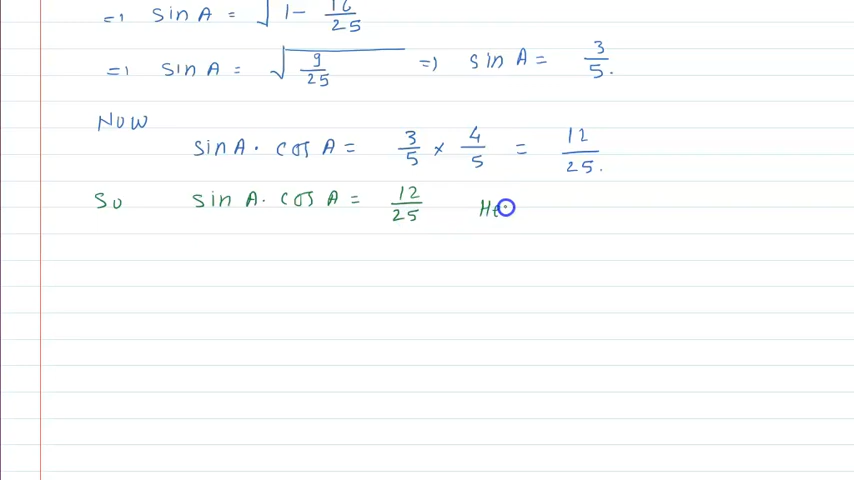 =) sin A = √1 - 16/25
=) sin A = √9/25 =) sin A = 3/5.
Now
sin A . cos A = 3/5 × 4/5 = 12/25.
So sin A . cos A = 12/25 He